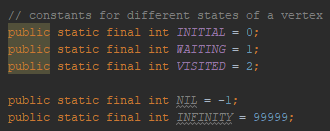 // constants for different states of a vertex
public static final int INITIAL = 0;
public static final int WAITING = 1;
public static final int VISITED = 2;
public static final int NIL = -1;
public static final int INFINITY = 99999;